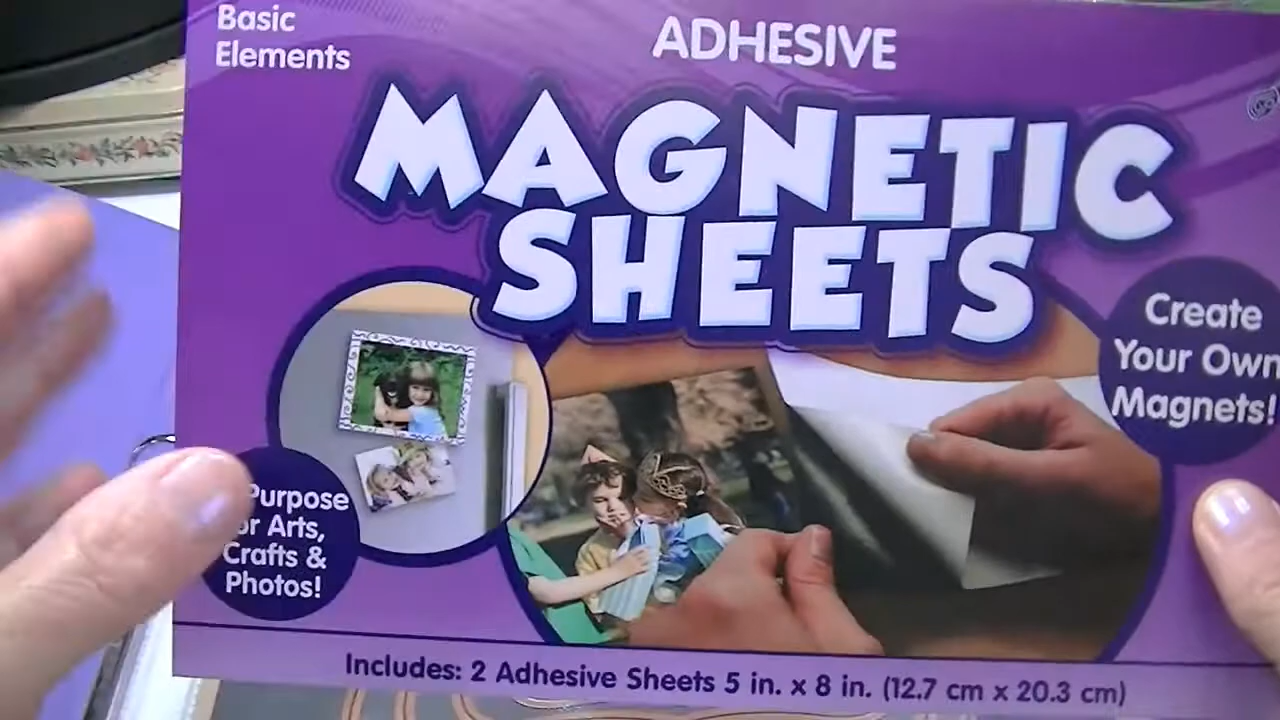 Basic
Elements
ADHESIVE
MAGNETIC
SHEETS
Create
Your Own
Magnets!
Purpose
Arts,
Crafts &
Photos!
Includes: 2 Adhesive Sheets 5 in. x 8 in. (12.7 cm x 20.3 cm)